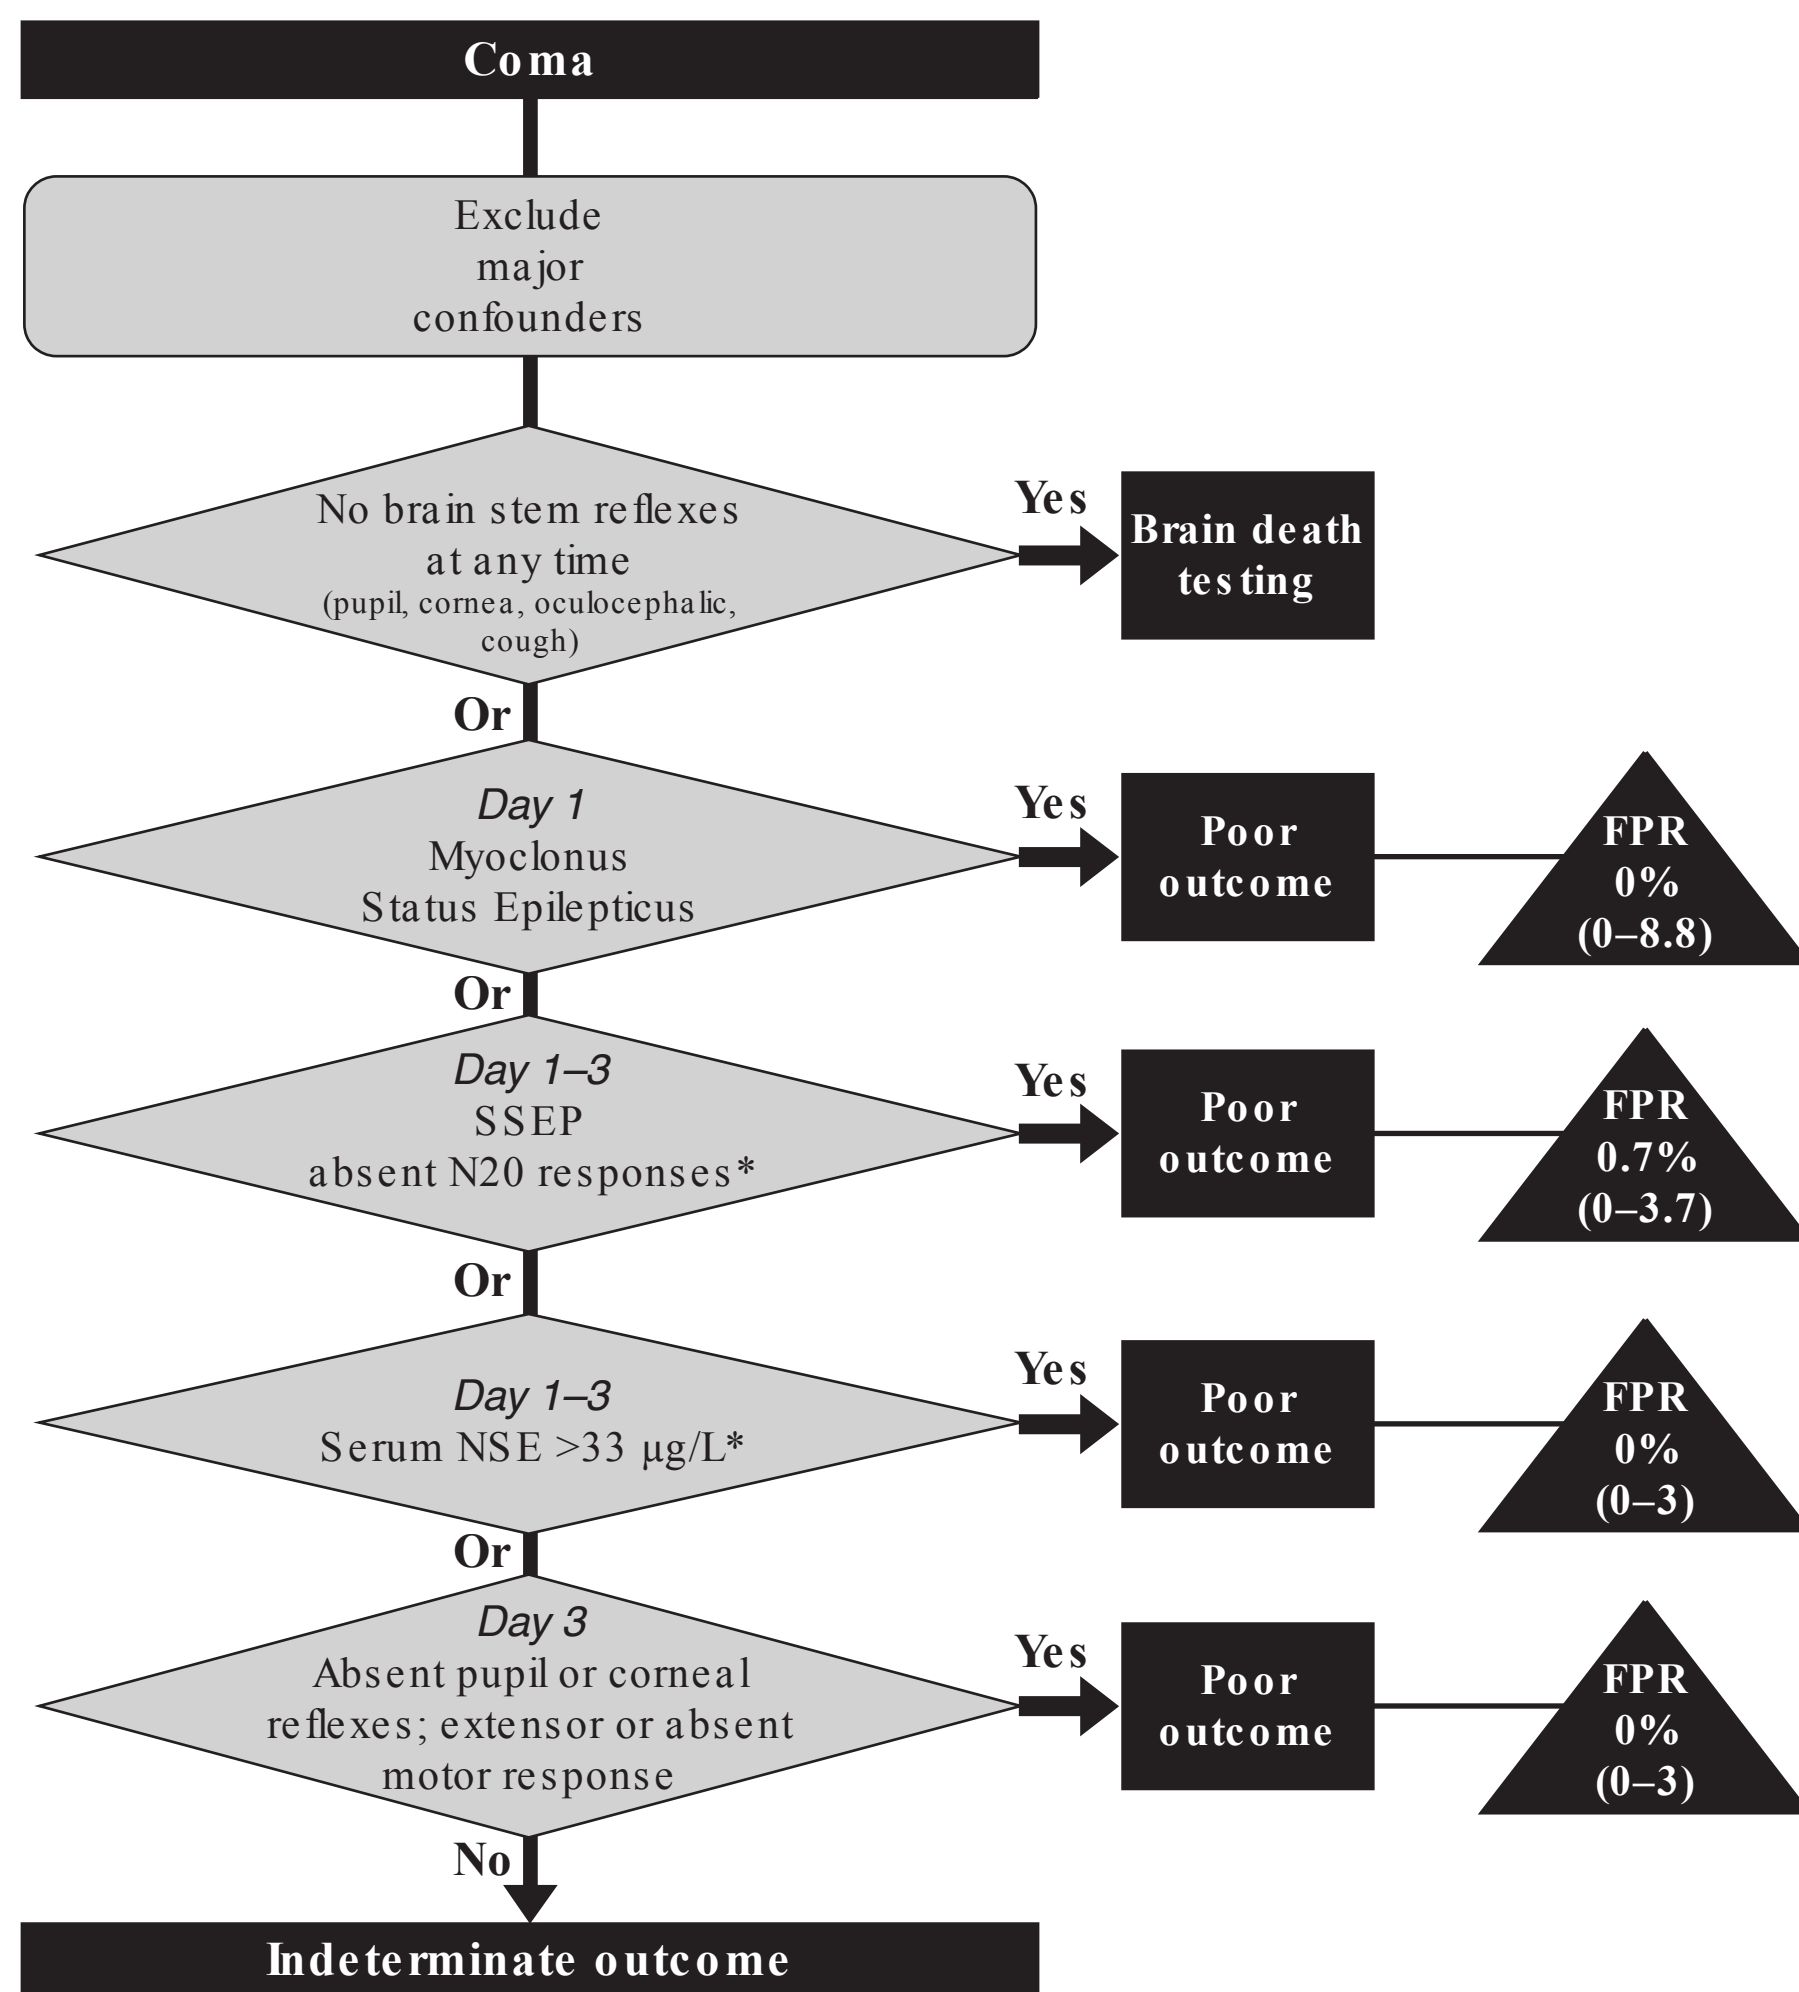 Coma
Exclude
major
confounders
No brain stem reflexes
at any time
(pupil, cornea, oculocephalic,
cough)
Yes
Brain death
testing
Or
Day 1
Myoclonus
Status Epilepticus
Yes
Poor
outcome
FPR
0%
(0–8.8)
Or
Day 1–3
SSEP
absent N20 responses*
Yes
Poor
outcome
FPR
0.7%
(0–3.7)
Or
Day 1–3
Serum NSE >33 μg/L*
Yes
Poor
outcome
FPR
0%
(0–3)
Or
Day 3
Absent pupil or corneal
reflexes; extensor or absent
motor response
Yes
Poor
outcome
FPR
0%
(0–3)
No
Indeterminate outcome